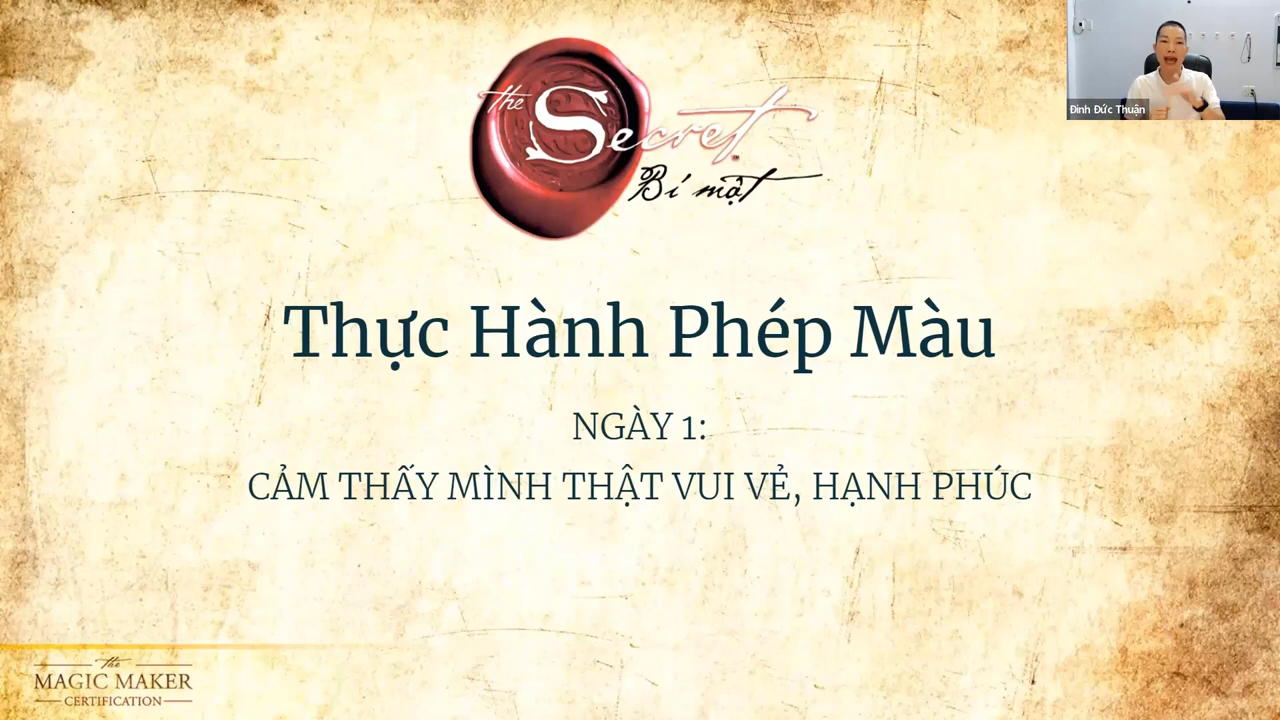 the Secret
Bí mật
Đinh Đức Thuận
Thực Hành Phép Màu
NGÀY 1:
CẢM THẤY MÌNH THẬT VUI VẺ, HẠNH PHÚC
the
MAGIC MAKER
CERTIFICATION